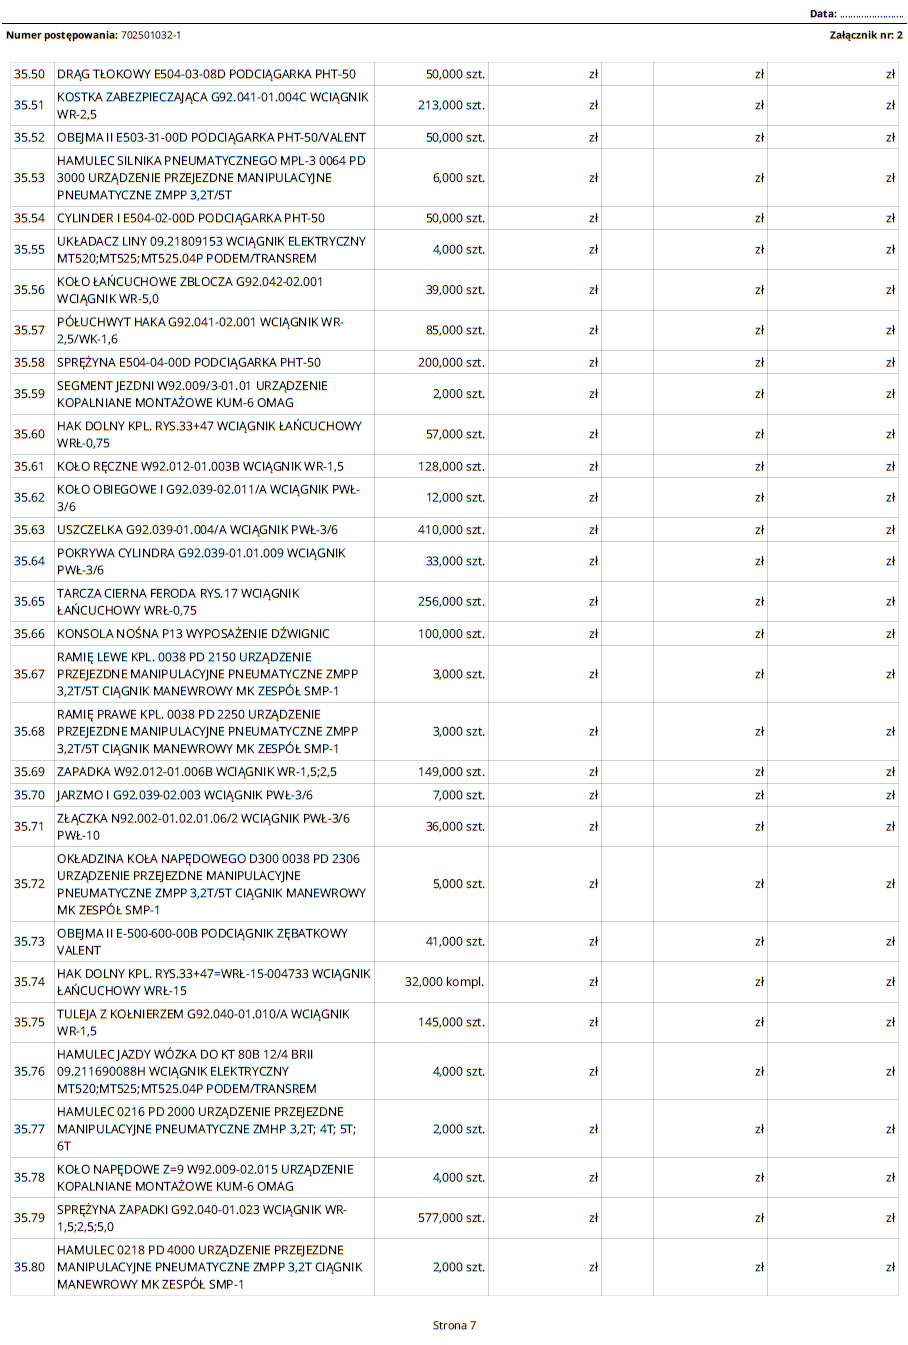 Data: ........................
Numer postępowania: 702501032-1 Załącznik nr: 2
35.50 DRĄG TŁOKOWY E504-03-08D PODCIĄGARKA PHT-50 50,000 szt. zł zł zł
35.51 KOSTKA ZABEZPIECZAJĄCA G92.041-01.004C WCIĄGNIK
WR-2,5 213,000 szt. zł zł zł
35.52 OBEJMA II E503-31-00D PODCIĄGARKA PHT-50/VALENT 50,000 szt. zł zł zł
35.53 HAMULEC SILNIKA PNEUMATYCZNEGO MPL-3 0064 PD
3000 URZĄDZENIE PRZEJEZDNE MANIPULACYJNE
PNEUMATYCZNE ZMPP 3,2T/5T 6,000 szt. zł zł zł
35.54 CYLINDER I E504-02-00D PODCIĄGARKA PHT-50 50,000 szt. zł zł zł
35.55 UKŁADACZ LINY 09.21809153 WCIĄGNIK ELEKTRYCZNY
MT520;MT525;MT525.04P PODEM/TRANSREM 4,000 szt. zł zł zł
35.56 KOŁO ŁAŃCUCHOWE ZBLOCZA G92.042-02.001
WCIĄGNIK WR-5,0 39,000 szt. zł zł zł
35.57 PÓŁUCHWYT HAKA G92.041-02.001 WCIĄGNIK WR-
2,5/WK-1,6 85,000 szt. zł zł zł
35.58 SPRĘŻYNA E504-04-00D PODCIĄGARKA PHT-50 200,000 szt. zł zł zł
35.59 SEGMENT JEZDNI W92.009/3-01.01 URZĄDZENIE
KOPALNIANE MONTAŻOWE KUM-6 OMAG 2,000 szt. zł zł zł
35.60 HAK DOLNY KPL. RYS.33+47 WCIĄGNIK ŁAŃCUCHOWY
WRŁ-0,75 57,000 szt. zł zł zł
35.61 KOŁO RĘCZNE W92.012-01.003B WCIĄGNIK WR-1,5 128,000 szt. zł zł zł
35.62 KOŁO OBIEGOWE I G92.039-02.011/A WCIĄGNIK PWŁ-
3/6 12,000 szt. zł zł zł
35.63 USZCZELKA G92.039-01.004/A WCIĄGNIK PWŁ-3/6 410,000 szt. zł zł zł
35.64 POKRYWA CYLINDRA G92.039-01.01.009 WCIĄGNIK
PWŁ-3/6 33,000 szt. zł zł zł
35.65 TARCZA CIERNA FERODA RYS.17 WCIĄGNIK
ŁAŃCUCHOWY WRŁ-0,75 256,000 szt. zł zł zł
35.66 KONSOLA NOŚNA P13 WYPOSAŻENIE DŹWIGNIC 100,000 szt. zł zł zł
35.67 RAMIĘ LEWE KPL. 0038 PD 2150 URZĄDZENIE
PRZEJEZDNE MANIPULACYJNE PNEUMATYCZNE ZMPP
3,2T/5T CIĄGNIK MANEWROWY MK ZESPÓŁ SMP-1 3,000 szt. zł zł zł
35.68 RAMIĘ PRAWE KPL. 0038 PD 2250 URZĄDZENIE
PRZEJEZDNE MANIPULACYJNE PNEUMATYCZNE ZMPP
3,2T/5T CIĄGNIK MANEWROWY MK ZESPÓŁ SMP-1 3,000 szt. zł zł zł
35.69 ZAPADKA W92.012-01.006B WCIĄGNIK WR-1,5;2,5 149,000 szt. zł zł zł
35.70 JARZMO I G92.039-02.003 WCIĄGNIK PWŁ-3/6 7,000 szt. zł zł zł
35.71 ZŁĄCZKA N92.002-01.02.01.06/2 WCIĄGNIK PWŁ-3/6
PWŁ-10 36,000 szt. zł zł zł
35.72 OKŁADZINA KOŁA NAPĘDOWEGO D300 0038 PD 2306
URZĄDZENIE PRZEJEZDNE MANIPULACYJNE
PNEUMATYCZNE ZMPP 3,2T/5T CIĄGNIK MANEWROWY
MK ZESPÓŁ SMP-1 5,000 szt. zł zł zł
35.73 OBEJMA II E-500-600-00B PODCIĄGNIK ZĘBATKOWY
VALENT 41,000 szt. zł zł zł
35.74 HAK DOLNY KPL. RYS.33+47=WRŁ-15-004733 WCIĄGNIK
ŁAŃCUCHOWY WRŁ-15 32,000 kompl. zł zł zł
35.75 TULEJA Z KOŁNIERZEM G92.040-01.010/A WCIĄGNIK
WR-1,5 145,000 szt. zł zł zł
35.76 HAMULEC JAZDY WÓZKA DO KT 80B 12/4 BRII
09.211690088H WCIĄGNIK ELEKTRYCZNY
MT520;MT525;MT525.04P PODEM/TRANSREM 4,000 szt. zł zł zł
35.77 HAMULEC 0216 PD 2000 URZĄDZENIE PRZEJEZDNE
MANIPULACYJNE PNEUMATYCZNE ZMHP 3,2T; 4T; 5T;
6T 2,000 szt. zł zł zł
35.78 KOŁO NAPĘDOWE Z=9 W92.009-02.015 URZĄDZENIE
KOPALNIANE MONTAŻOWE KUM-6 OMAG 4,000 szt. zł zł zł
35.79 SPRĘŻYNA ZAPADKI G92.040-01.023 WCIĄGNIK WR-
1,5;2,5;5,0 577,000 szt. zł zł zł
35.80 HAMULEC 0218 PD 4000 URZĄDZENIE PRZEJEZDNE
MANIPULACYJNE PNEUMATYCZNE ZMPP 3,2T CIĄGNIK
MANEWROWY MK ZESPÓŁ SMP-1 2,000 szt. zł zł zł
Strona 7